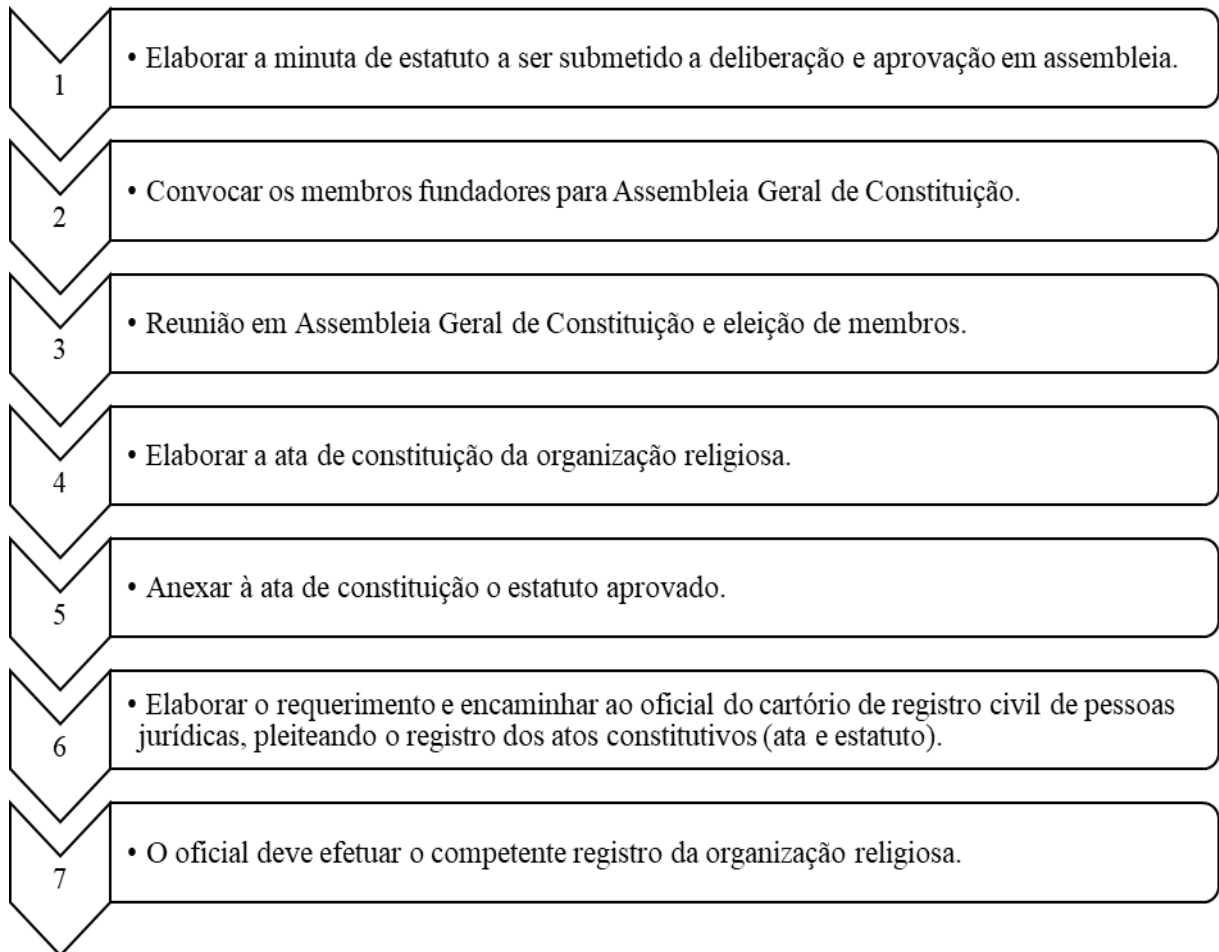 1
• Elaborar a minuta de estatuto a ser submetido a deliberação e aprovação em assembleia.
2
• Convocar os membros fundadores para Assembleia Geral de Constituição.
3
• Reunião em Assembleia Geral de Constituição e eleição de membros.
4
• Elaborar a ata de constituição da organização religiosa.
5
• Anexar à ata de constituição o estatuto aprovado.
6
• Elaborar o requerimento e encaminhar ao oficial do cartório de registro civil de pessoas
jurídicas, pleiteando o registro dos atos constitutivos (ata e estatuto).
7
• O oficial deve efetuar o competente registro da organização religiosa.